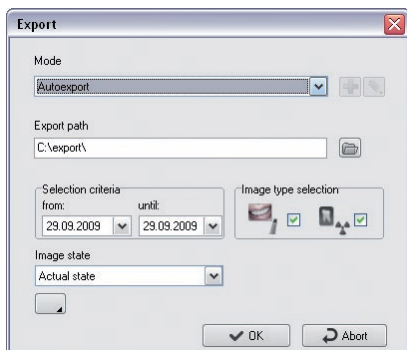 Export
Mode
Autoexport
Export path
C:\export\
Selection criteria
from: until:
29.09.2009 29.09.2009
Image type selection
Image state
Actual state
OK Abort